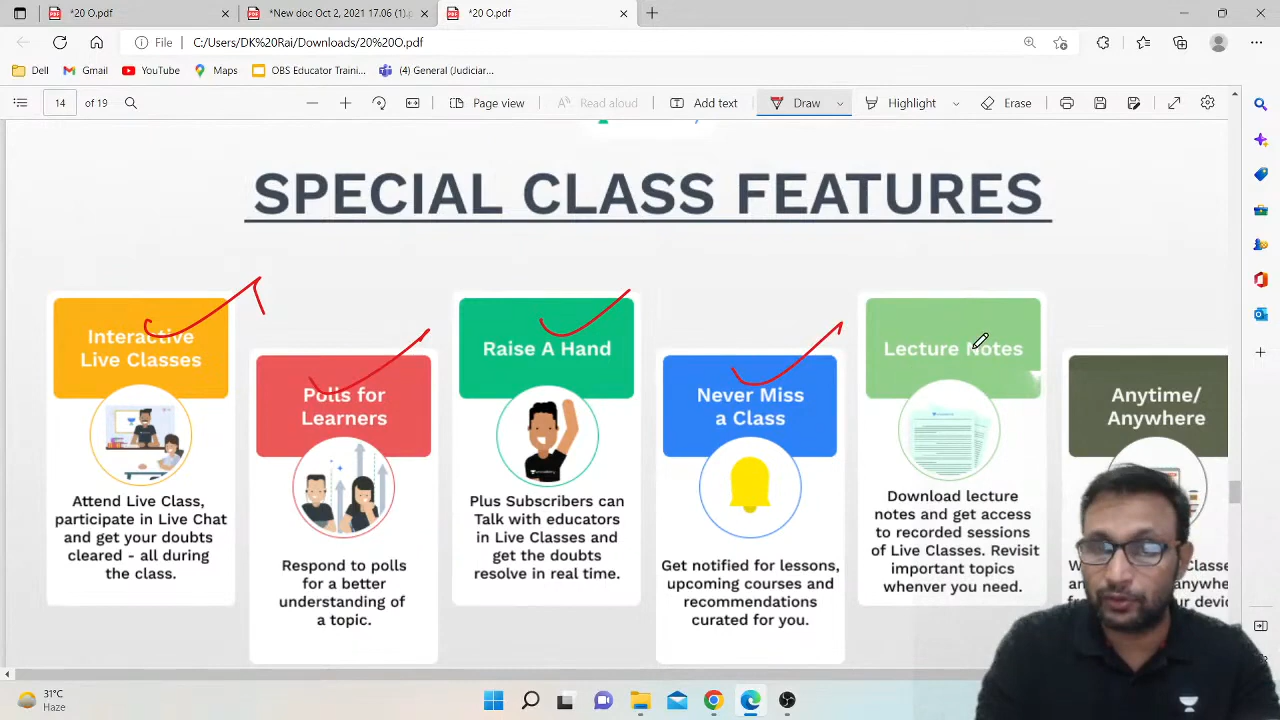 *20 O.pdf
*New doc Oct 2, 2021 17.06 (1).p
*20 O.pdf
File
C:/Users/DK%20Rai/Downloads/20%20O.pdf
Dell
Gmail
YouTube
Maps
OBS Educator Traini...
(4) General (Judiciar...
14 of 19
Page view
Read aloud
Add text
Draw
Highlight
Erase
SPECIAL CLASS FEATURES
Interactive
Live Classes
Attend Live Class,
participate in Live Chat
and get your doubts
cleared - all during
the class.
Polls for
Learners
Respond to polls
for a better
understanding of
a topic.
Raise A Hand
Plus Subscribers can
Talk with educators
in Live Classes and
get the doubts
resolve in real time.
Never Miss
a Class
Get notified for lessons,
upcoming courses and
recommendations
curated for you.
Lecture Notes
Download lecture
notes and get access
to recorded sessions
of Live Classes. Revisit
important topics
whenver you need.
Anytime/
Anywhere
31°C
Haze